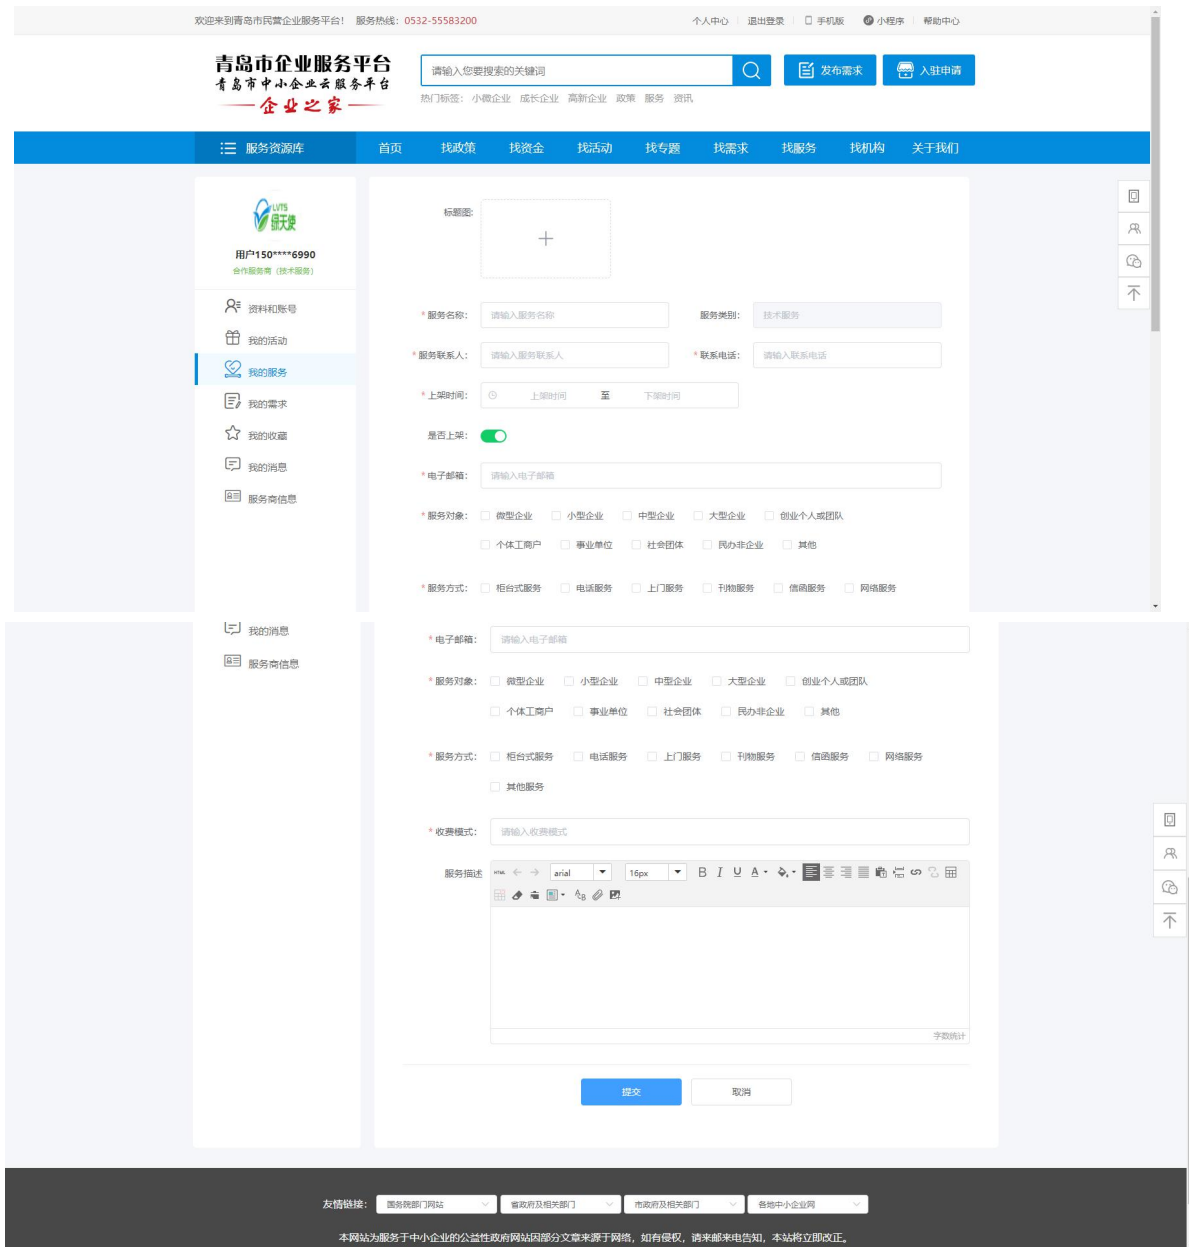 欢迎来到青岛市民营企业服务平台! 服务热线: 0532-55583200 个人中心 退出登录 手机版 小程序 帮助中心
青岛市企业服务平台
青岛市中小企业云服务平台
企业之家
请输入您要搜索的关键词
发布需求 入驻申请
热门标签: 小微企业 成长企业 高新企业 政策 服务 资讯
服务资源库 首页 找政策 找资金 找活动 找专题 找需求 找服务 找机构 关于我们
LVTS
绿天使
用户150****6990
合作服务商 (技术服务)
资料和账号
我的活动
我的服务
我的需求
我的收藏
我的消息
服务商信息
标题图:
* 服务名称: 请输入服务名称 服务类别: 技术服务
* 服务联系人: 请输入服务联系人 * 联系电话: 请输入联系电话
* 上架时间: 上架时间 至 下架时间
是否上架:
* 电子邮箱: 请输入电子邮箱
* 服务对象: 微型企业 小型企业 中型企业 大型企业 创业个人或团队
个体工商户 事业单位 社会团体 民办非企业 其他
* 服务方式: 柜台式服务 电话服务 上门服务 刊物服务 信函服务 网络服务
我的消息
服务商信息
* 电子邮箱: 请输入电子邮箱
* 服务对象: 微型企业 小型企业 中型企业 大型企业 创业个人或团队
个体工商户 事业单位 社会团体 民办非企业 其他
* 服务方式: 柜台式服务 电话服务 上门服务 刊物服务 信函服务 网络服务
其他服务
* 收费模式: 请输入收费模式
服务描述 HTML arial 16px B I U A
字数统计
提交 取消
友情链接: 国务院部门网站 省政府及相关部门 市政府及相关部门 各地中小企业网
本网站为服务于中小企业的公益性政府网站因部分文章来源于网络, 如有侵权, 请来邮来电告知, 本站将立即改正。